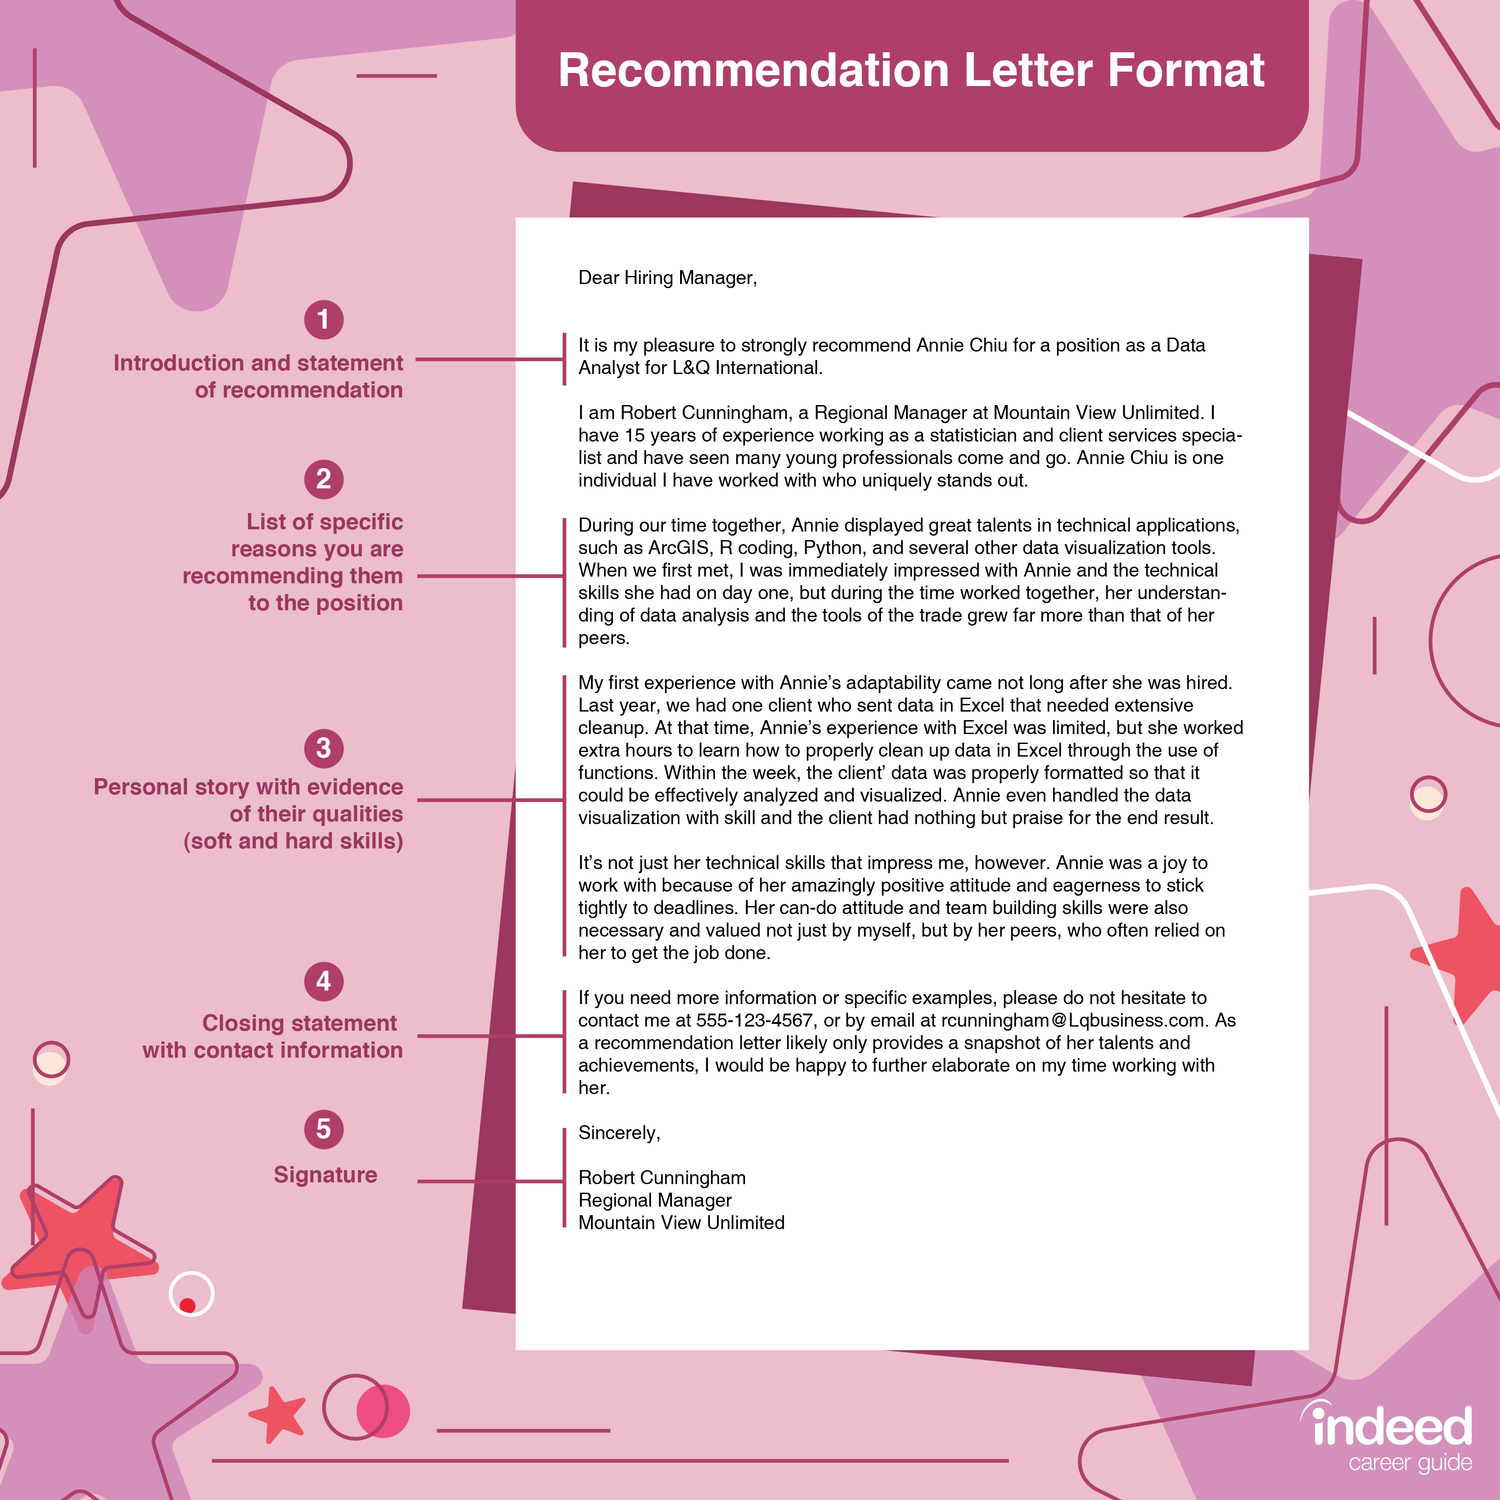 Recommendation Letter Format
Dear Hiring Manager,
1
Introduction and statement
of recommendation
It is my pleasure to strongly recommend Annie Chiu for a position as a Data
Analyst for L&Q International.
I am Robert Cunningham, a Regional Manager at Mountain View Unlimited. I
have 15 years of experience working as a statistician and client services specia-
list and have seen many young professionals come and go. Annie Chiu is one
individual I have worked with who uniquely stands out.
2
List of specific
reasons you are
recommending them
to the position
During our time together, Annie displayed great talents in technical applications,
such as ArcGIS, R coding, Python, and several other data visualization tools.
When we first met, I was immediately impressed with Annie and the technical
skills she had on day one, but during the time worked together, her understan-
ding of data analysis and the tools of the trade grew far more than that of her
peers.
3
Personal story with evidence
of their qualities
(soft and hard skills)
My first experience with Annie’s adaptability came not long after she was hired.
Last year, we had one client who sent data in Excel that needed extensive
cleanup. At that time, Annie’s experience with Excel was limited, but she worked
extra hours to learn how to properly clean up data in Excel through the use of
functions. Within the week, the client’ data was properly formatted so that it
could be effectively analyzed and visualized. Annie even handled the data
visualization with skill and the client had nothing but praise for the end result.
It’s not just her technical skills that impress me, however. Annie was a joy to
work with because of her amazingly positive attitude and eagerness to stick
tightly to deadlines. Her can-do attitude and team building skills were also
necessary and valued not just by myself, but by her peers, who often relied on
her to get the job done.
4
Closing statement
with contact information
If you need more information or specific examples, please do not hesitate to
contact me at 555-123-4567, or by email at rcunningham@Lqbusiness.com. As
a recommendation letter likely only provides a snapshot of her talents and
achievements, I would be happy to further elaborate on my time working with
her.
5
Signature
Sincerely,
Robert Cunningham
Regional Manager
Mountain View Unlimited
indeed
career guide